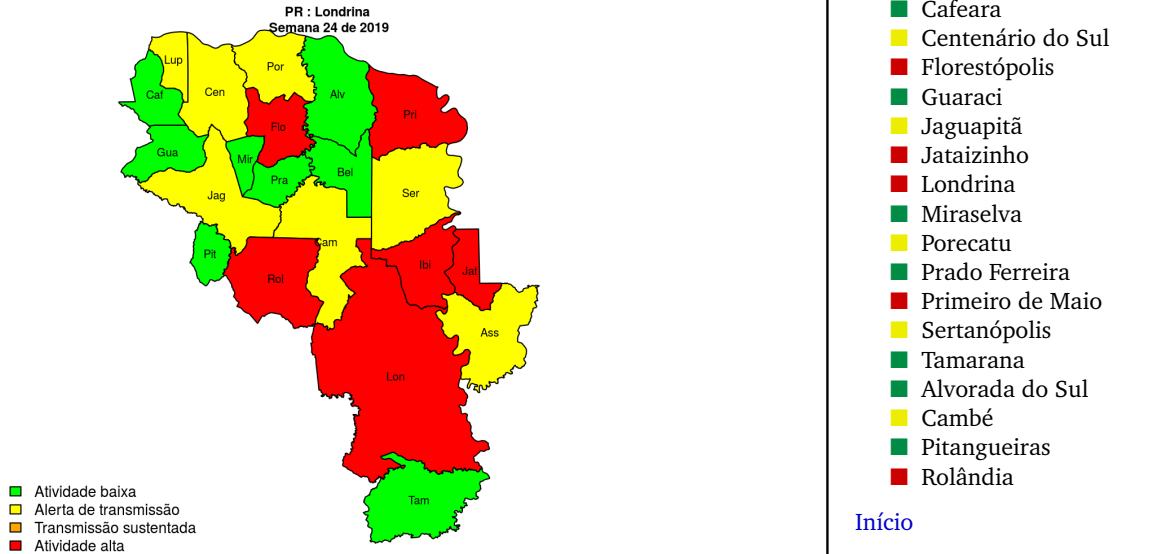 PR : Londrina
Semana 24 de 2019
Lup
Por
Caf
Cen
Alv
Pri
Flo
Gua
Mir
Pra
Bel
Jag
Ser
Cam
Pit
Rol
Ibi
Jat
Ass
Lon
Tam
Atividade baixa
Alerta de transmissão
Transmissão sustentada
Atividade alta
Cafeara
Centenário do Sul
Florestópolis
Guaraci
Jaguapitã
Jataizinho
Londrina
Miraselva
Porecatu
Prado Ferreira
Primeiro de Maio
Sertanópolis
Tamarana
Alvorada do Sul
Cambé
Pitangueiras
Rolândia
Início